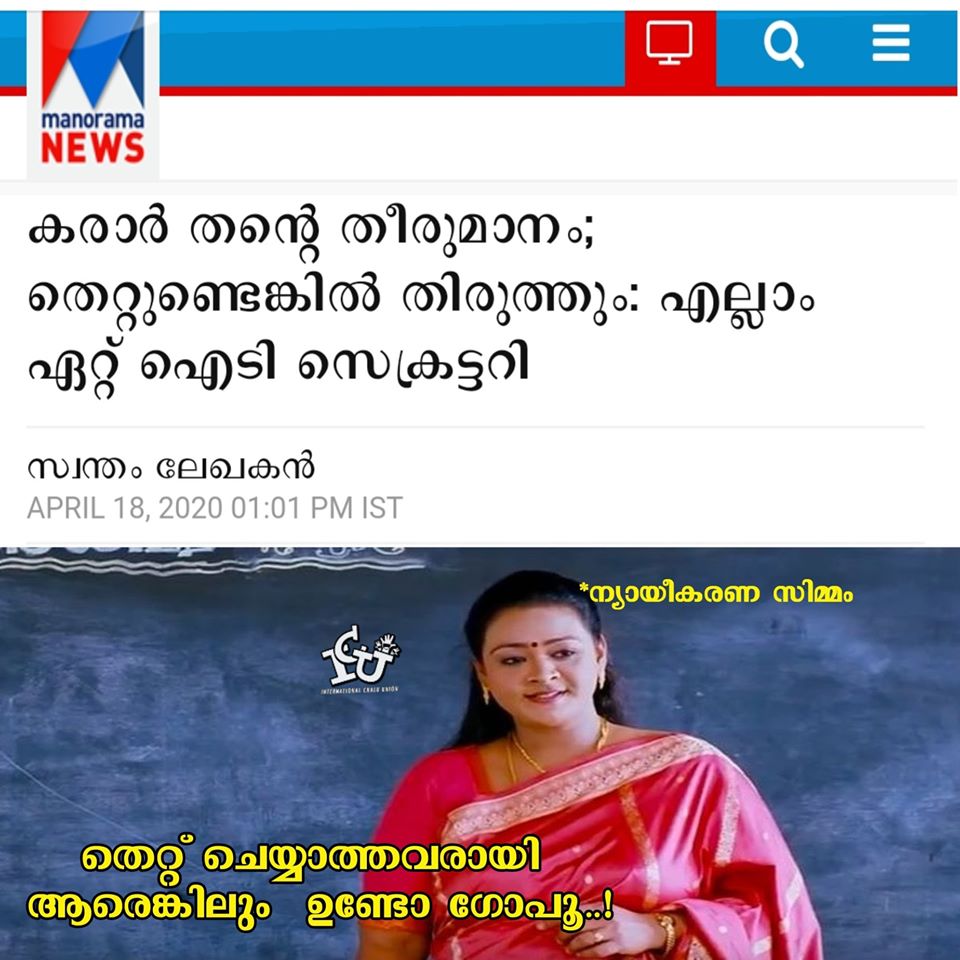 manorama
NEWS
കരാർ തന്റെ തീരുമാനം;
തെറ്റുണ്ടെങ്കിൽ തിരുത്തും: എല്ലാം
ഏറ്റ് ഐടി സെക്രട്ടറി
സ്വന്തം ലേഖകൻ
APRIL 18, 2020 01:01 PM IST
*ന്യായീകരണ സിമ്മം
ICU
INTERNATIONAL CHALU UNION
തെറ്റ് ചെയ്യാത്തവരായി
ആരെങ്കിലും ഉണ്ടോ ഗോപൂ..!